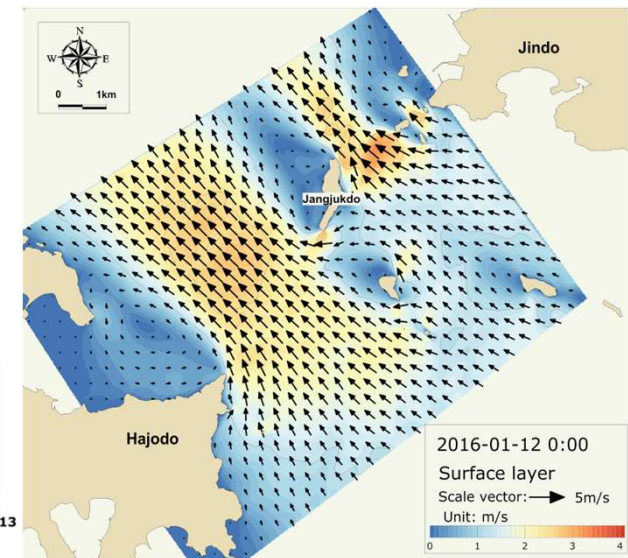 N
W E
S
0 1km
Jindo
Jangjukdo
Hajodo
2016-01-12 0:00
Surface layer
Scale vector: 5m/s
Unit: m/s
0 1 2 3 4
13